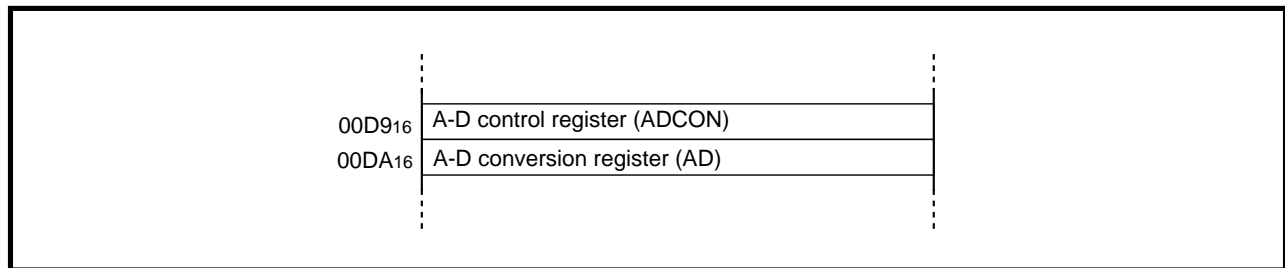 00D916 A-D control register (ADCON)
00DA16 A-D conversion register (AD)